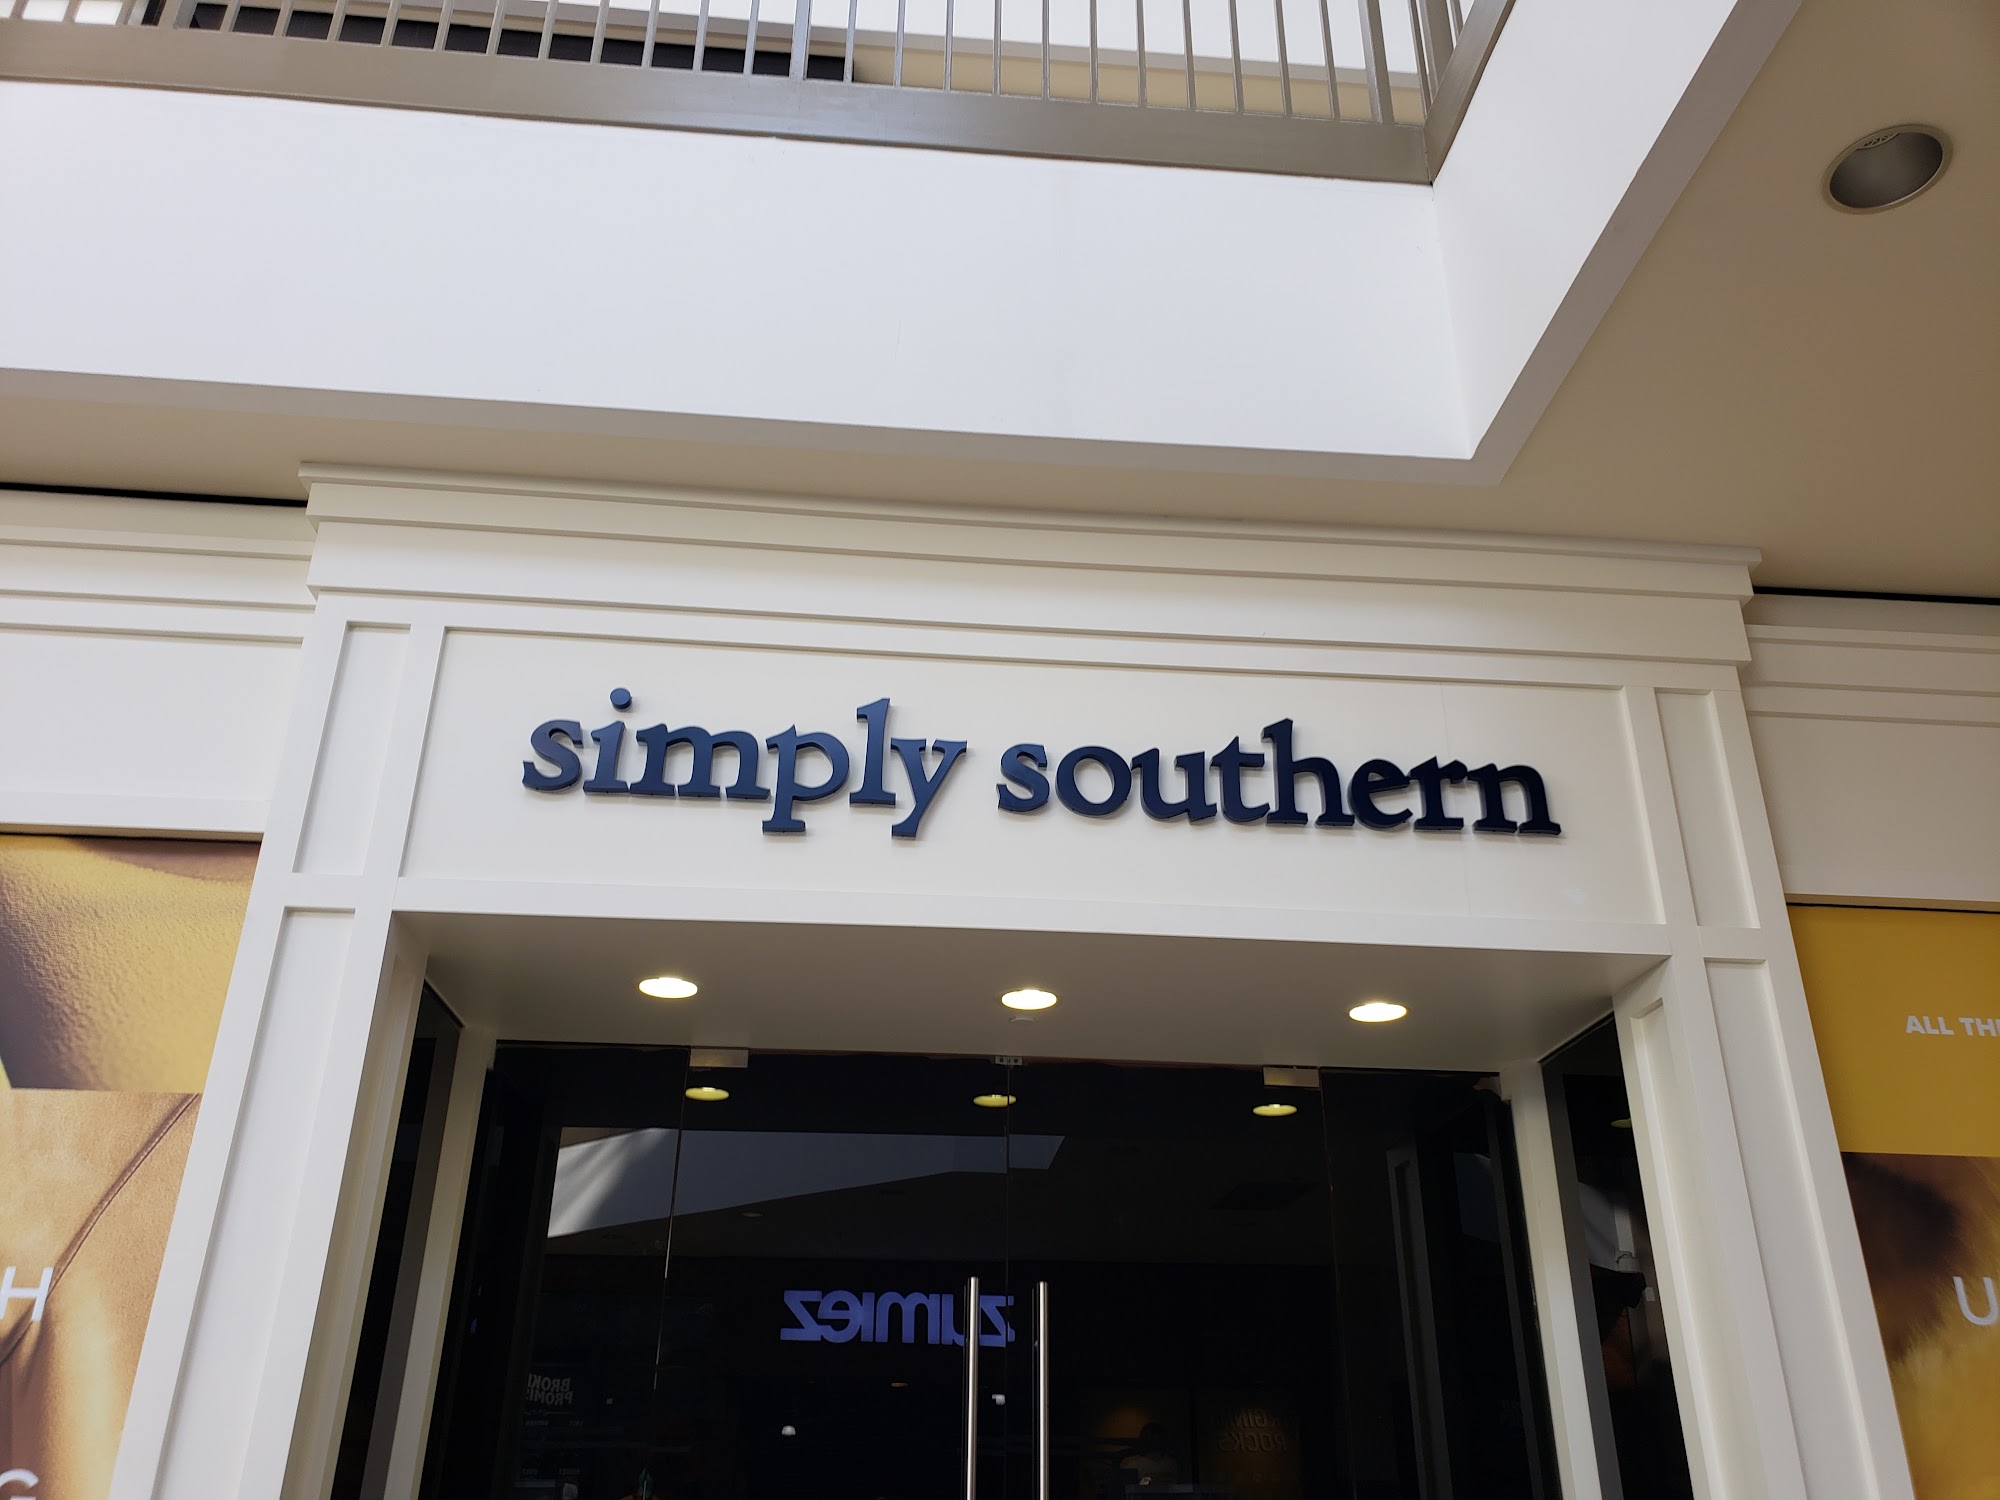 simply southern
ALL TH
H
U
zumiez
G